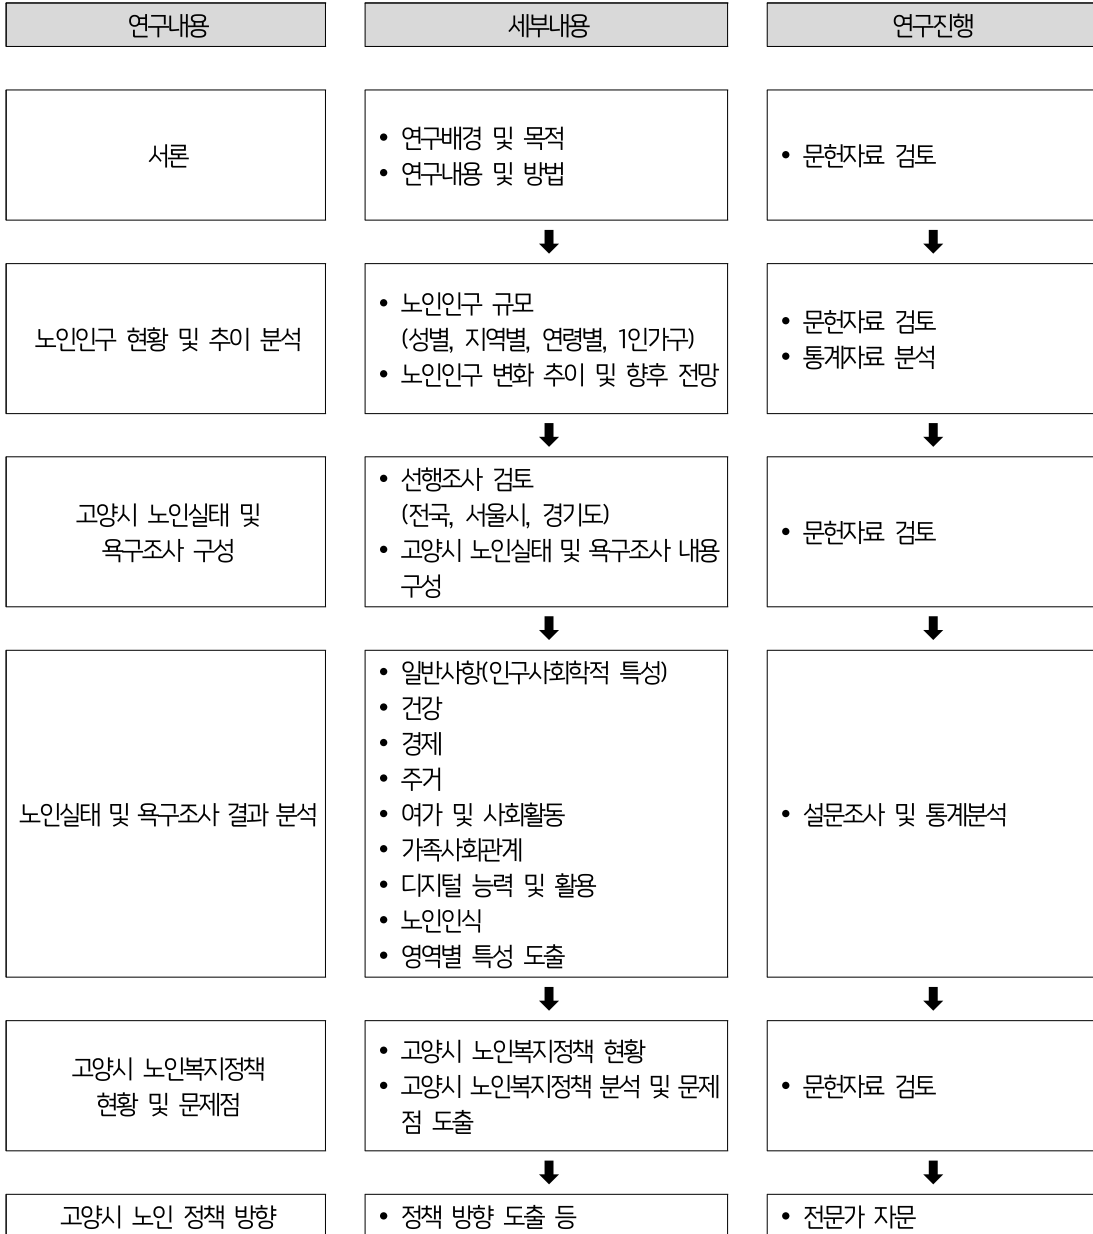 연구내용
세부내용
연구진행
서론
• 연구배경 및 목적
• 연구내용 및 방법
• 문헌자료 검토
노인인구 현황 및 추이 분석
• 노인인구 규모
(성별, 지역별, 연령별, 1인가구)
• 노인인구 변화 추이 및 향후 전망
• 문헌자료 검토
• 통계자료 분석
고양시 노인실태 및
욕구조사 구성
• 선행조사 검토
(전국, 서울시, 경기도)
• 고양시 노인실태 및 욕구조사 내용
구성
• 문헌자료 검토
노인실태 및 욕구조사 결과 분석
• 일반사항(인구사회학적 특성)
• 건강
• 경제
• 주거
• 여가 및 사회활동
• 가족사회관계
• 디지털 능력 및 활용
• 노인인식
• 영역별 특성 도출
• 설문조사 및 통계분석
고양시 노인복지정책
현황 및 문제점
• 고양시 노인복지정책 현황
• 고양시 노인복지정책 분석 및 문제
점 도출
• 문헌자료 검토
고양시 노인 정책 방향
• 정책 방향 도출 등
• 전문가 자문